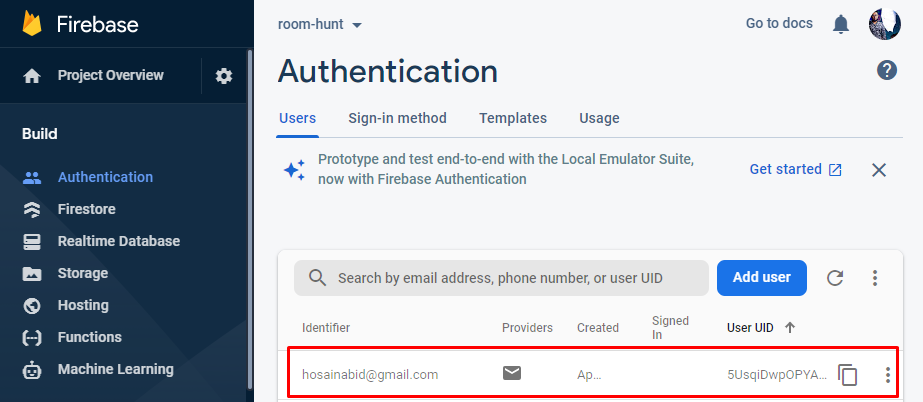 Firebase
room-hunt
Go to docs
Project Overview
Authentication
Build
Users
Sign-in method
Templates
Usage
Authentication
Firestore
Realtime Database
Storage
Hosting
Functions
Machine Learning
Prototype and test end-to-end with the Local Emulator Suite,
now with Firebase Authentication
Get started
Search by email address, phone number, or user UID
Add user
Identifier
Providers
Created
Signed
In
User UID
hosainabid@gmail.com
Ap...
5UsqiDwpOPYA...